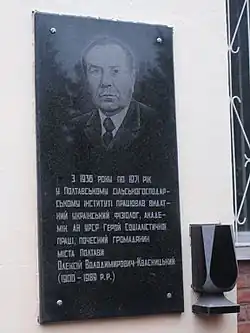 З 1936 року по 1971 рік
у Полтавському сільськогосподар-
ському інституті працював видат-
ний український фізіолог, акаде-
мік АН УРСР Герой Соціалістичної
праці, почесний громадянин
міста Полтави
Олексій Володимирович Квасницький
(1900 - 1989 р.р.)